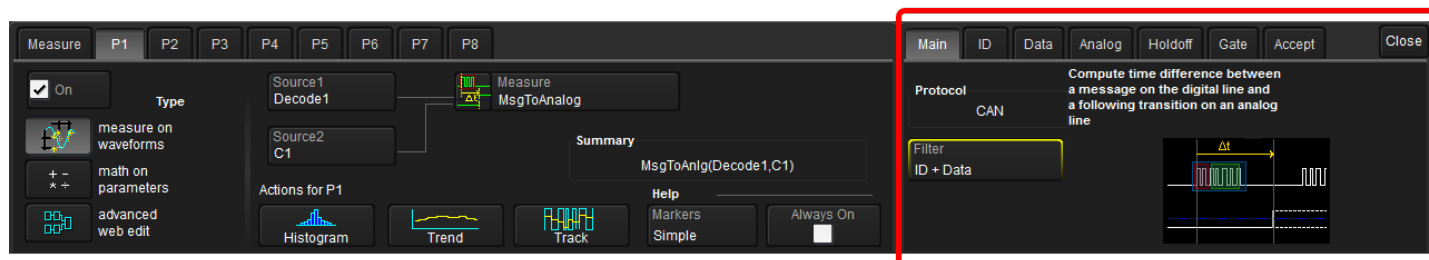 Measure P1 P2 P3 P4 P5 P6 P7 P8
On
Type
measure on
waveforms
+ -
* ÷
math on
parameters
advanced
web edit
Source1
Decode1
Source2
C1
Measure
MsgToAnalog
Δt
Summary
MsgToAnlg(Decode1,C1)
Actions for P1
Histogram
Trend
Track
Help
Markers
Simple
Always On
Main ID Data Analog Holdoff Gate Accept Close
Protocol
CAN
Filter
ID + Data
Compute time difference between
a message on the digital line and
a following transition on an analog
line
Δt